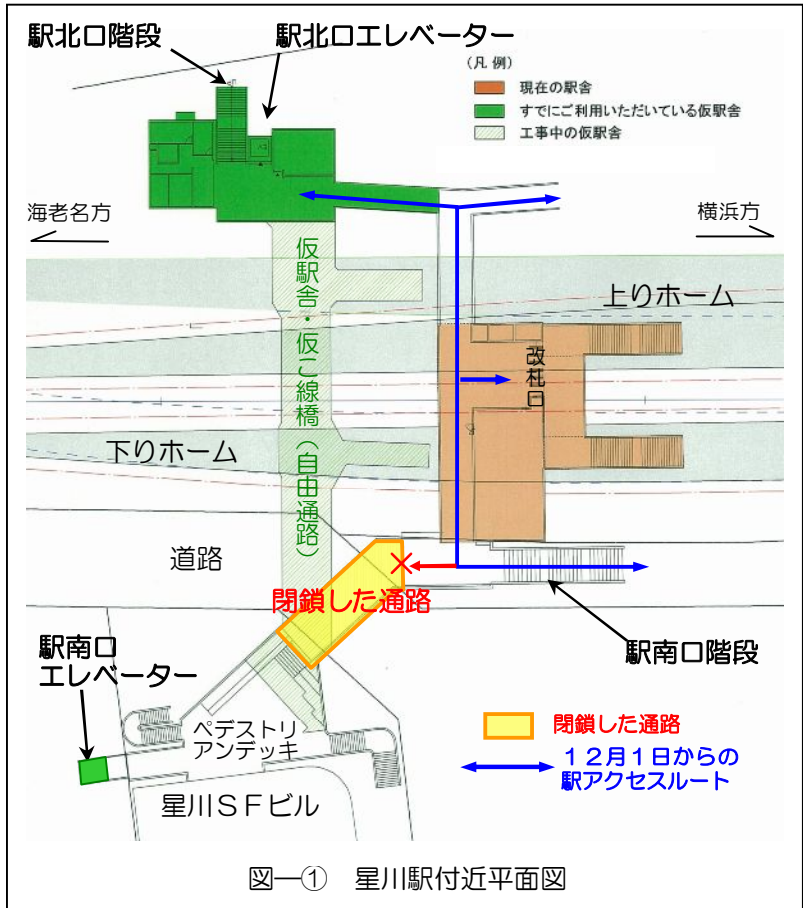 駅北口階段
駅北口エレベーター
(凡 例)
現在の駅舎
すでにご利用いただいている仮駅舎
工事中の仮駅舎
海老名方
横浜方
仮駅舎・仮こ線橋(自由通路)
上りホーム
改札口
下りホーム
道路
閉鎖した通路
駅南口階段
駅南口
エレベーター
ペデストリ
アンデッキ
星川SFビル
閉鎖した通路
12月1日からの
駅アクセスルート
図―① 星川駅付近平面図